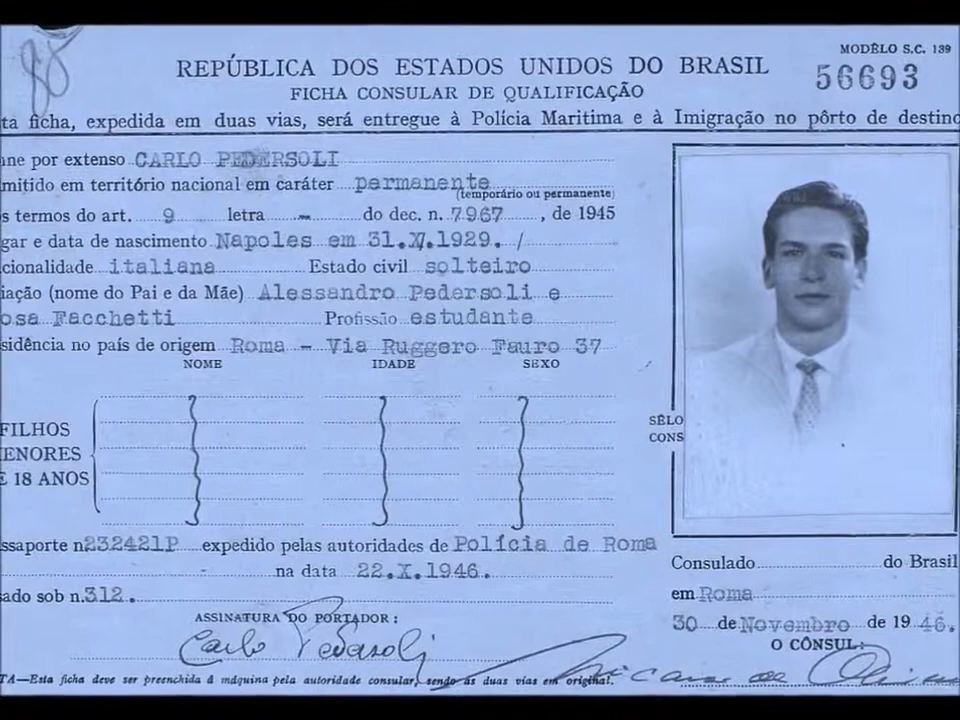 MODÊLO S.C. 139
REPÚBLICA DOS ESTADOS UNIDOS DO BRASIL
56693
FICHA CONSULAR DE QUALIFICAÇÃO
ta ficha, expedida em duas vias, será entregue à Polícia Maritima e à Imigração no pôrto de destino
me por extenso CARLO PEDERSOLI
mitido em território nacional em caráter permanente
(temporário ou permanente)
s termos do art. 9 letra - do dec. n. 7967, de 1945
gar e data de nascimento Napoles em 31.X.1929. /
cionalidade italiana Estado civil solteiro
iação (nome do Pai e da Mãe) Alessandro Pedersoli e
osa Facchetti Profissão estudante
sidência no país de origem Roma - Via Ruggero Fauro 37
NOME IDADE SEXO
SÊLO
CONS
FILHOS
ENORES
E 18 ANOS
ssaporte n. 232421P expedido pelas autoridades de Polícia de Roma
na data 22.X.1946.
ado sob n. 312.
Consulado do Brasil
em Roma
30 de Novembro de 1946.
O CÔNSUL:
ASSINATURA DO PORTADOR:
Carlo Pedersoli
TA—Esta ficha deve ser preenchida à máquina pela autoridade consular, sendo as duas vias em original.